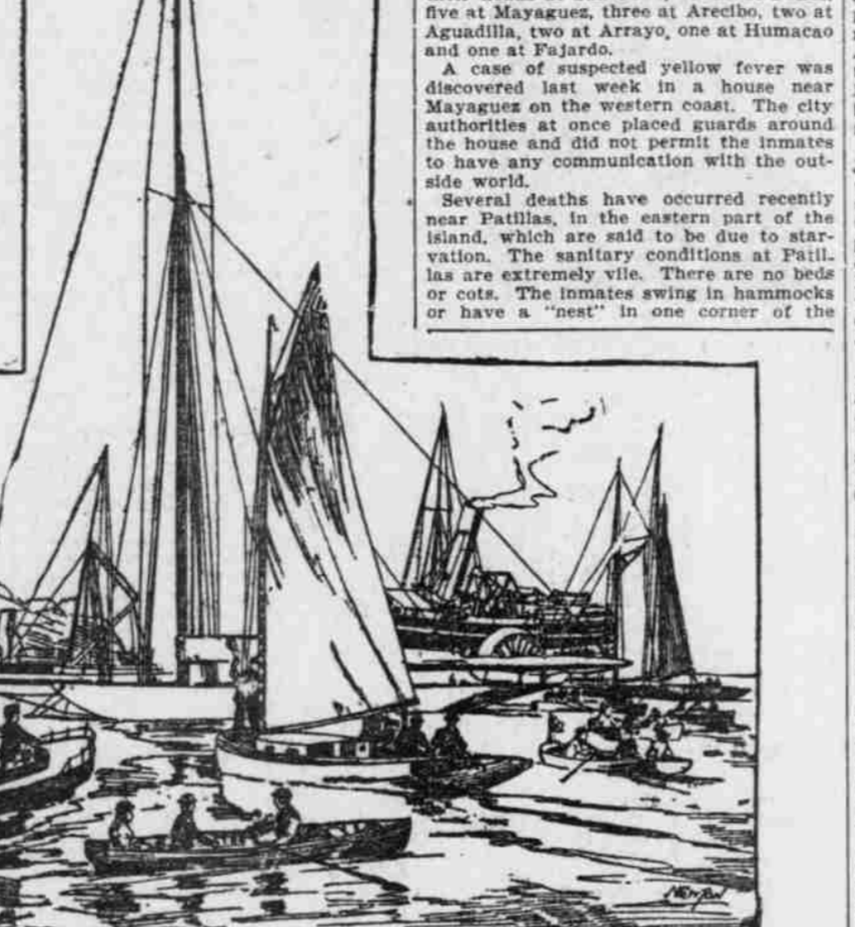 five at Mayaguez, three at Arecibo, two at
Aguadilla, two at Arrayo, one at Humacao
and one at Fajardo.
A case of suspected yellow fever was
discovered last week in a house near
Mayaguez on the western coast. The city
authorities at once placed guards around
the house and did not permit the inmates
to have any communication with the out-
side world.
Several deaths have occurred recently
near Patillas, in the eastern part of the
island, which are said to be due to star-
vation. The sanitary conditions at Patil-
las are extremely vile. There are no beds
or cots. The inmates swing in hammocks
or have a "nest" in one corner of the